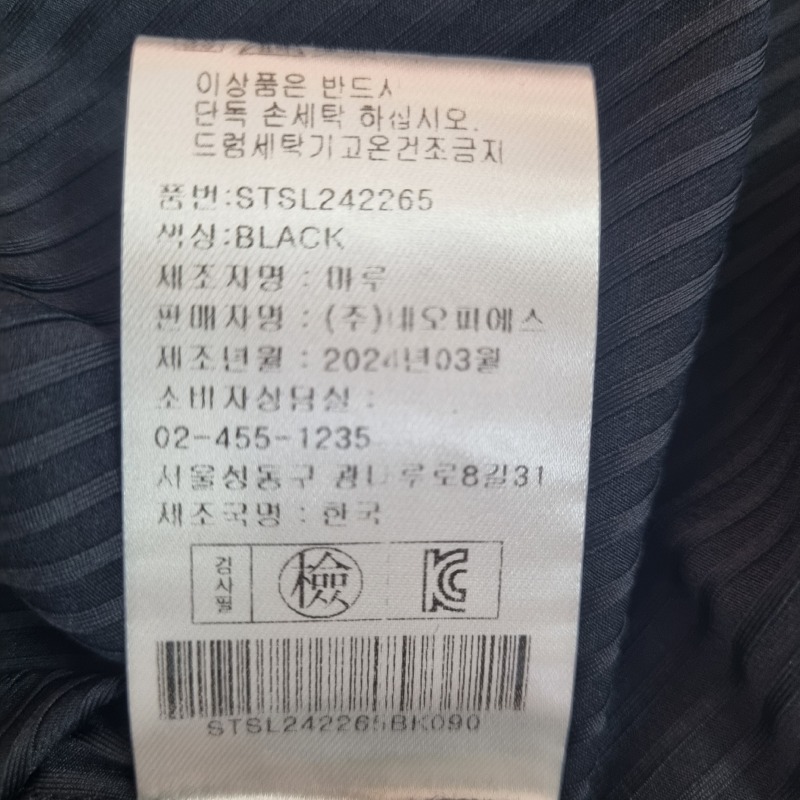 이상품은 반드시
단독 손세탁 하십시오.
드럼세탁기고온건조금지
품번:STSL242265
색상:BLACK
제조자명 : 마루
판매자명 : (주)네오피에스
제조년월 : 2024년03월
소비자상담실 :
02-455-1235
서울성동구 광나루로8길31
제조국명 : 한국
검사필 檢 KC
STSL242265BK090